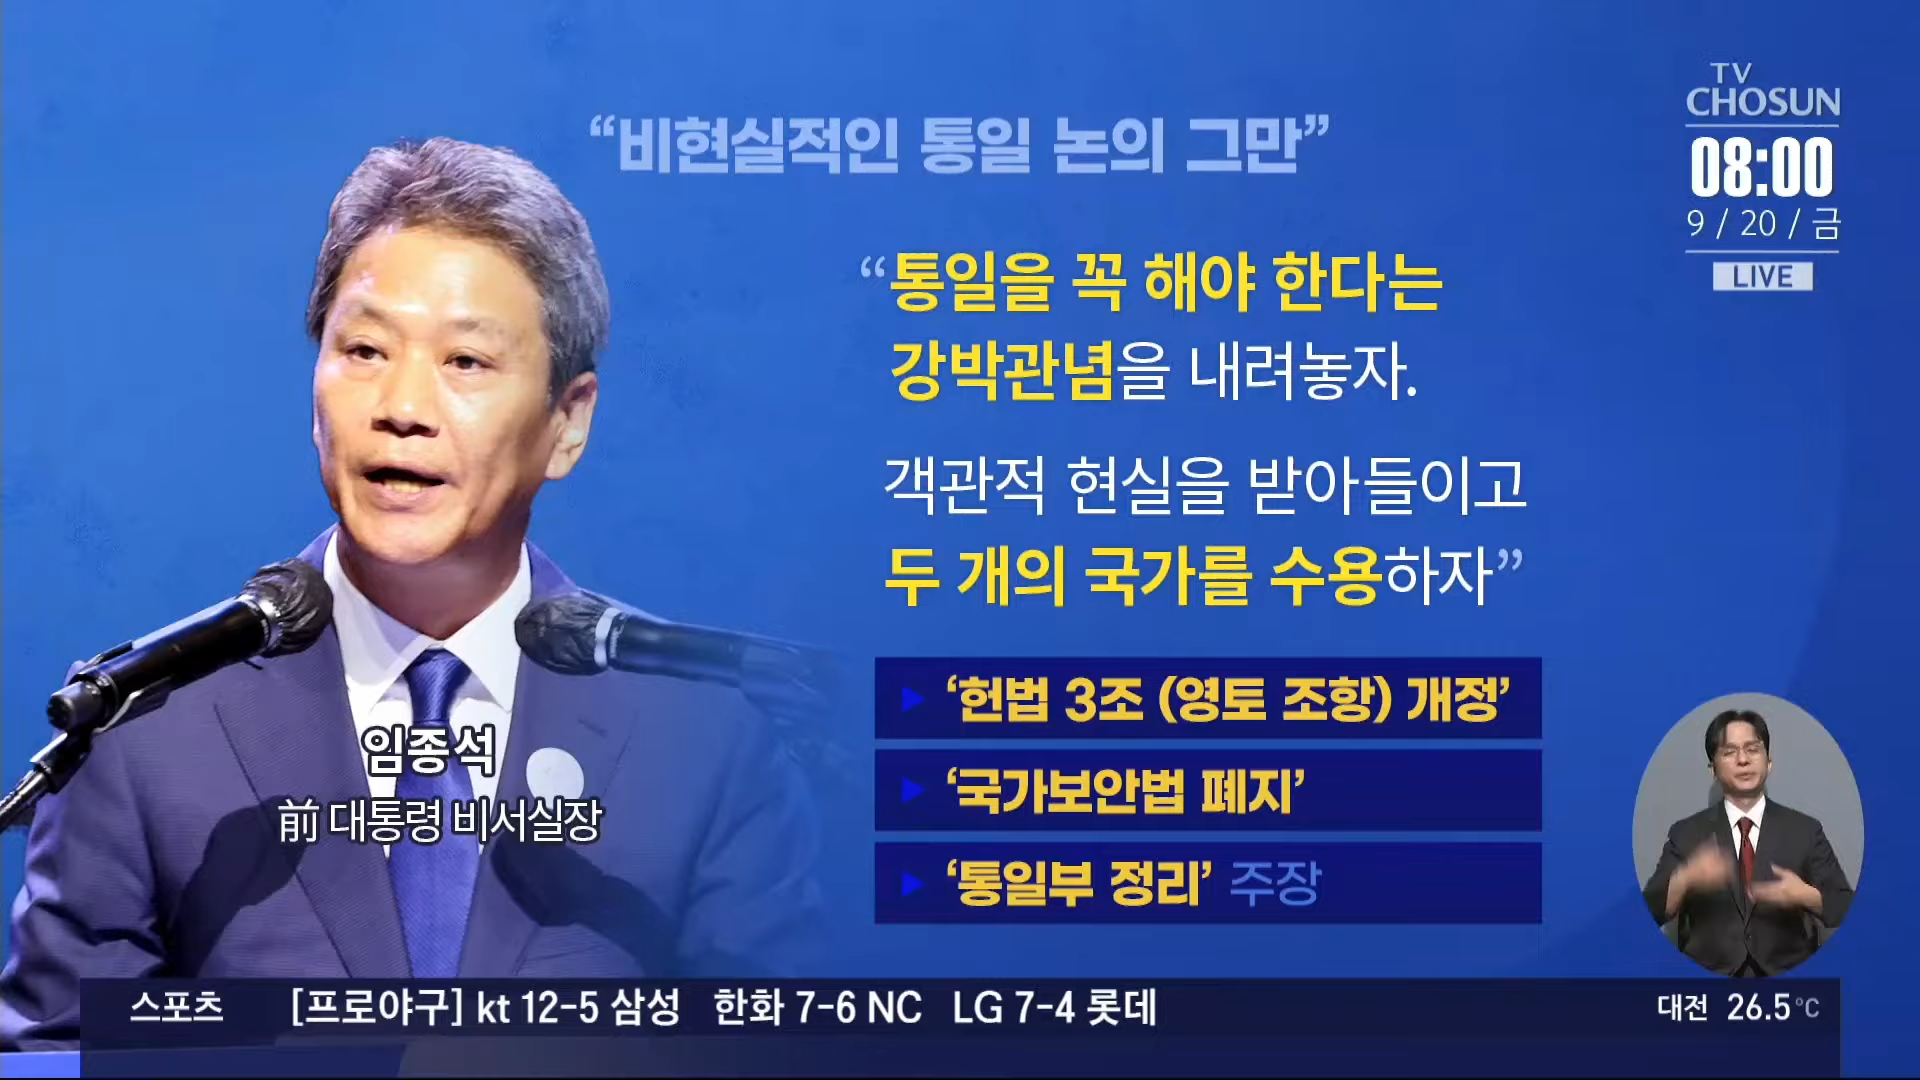 TV
CHOSUN
08:00
9 / 20 / 금
LIVE
“비현실적인 통일 논의 그만”
“통일을 꼭 해야 한다는
강박관념을 내려놓자.
객관적 현실을 받아들이고
두 개의 국가를 수용하자”
▶ ‘헌법 3조 (영토 조항) 개정’
▶ ‘국가보안법 폐지’
▶ ‘통일부 정리’ 주장
임종석
前 대통령 비서실장
스포츠 [프로야구] kt 12-5 삼성 한화 7-6 NC LG 7-4 롯데
대전 26.5°C